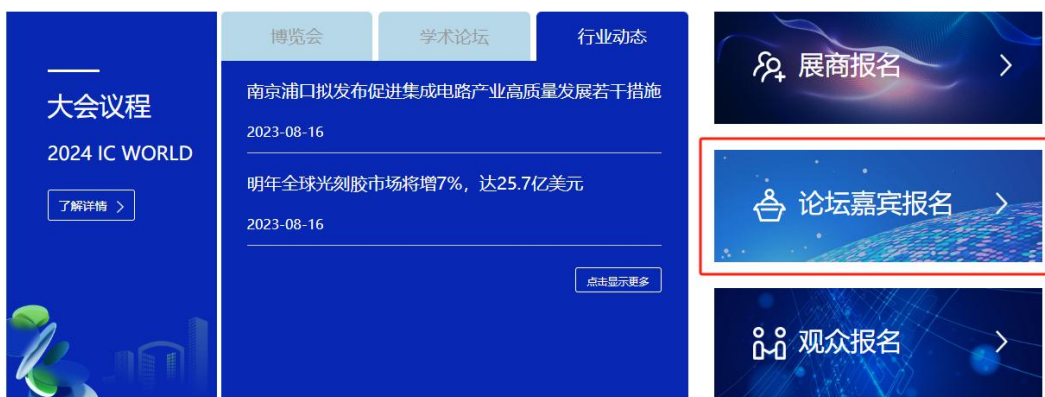 大会议程
2024 IC WORLD
了解详情
博览会
学术论坛
行业动态
南京浦口拟发布促进集成电路产业高质量发展若干措施
2023-08-16
明年全球光刻胶市场将增7%，达25.7亿美元
2023-08-16
点击显示更多
展商报名
论坛嘉宾报名
观众报名